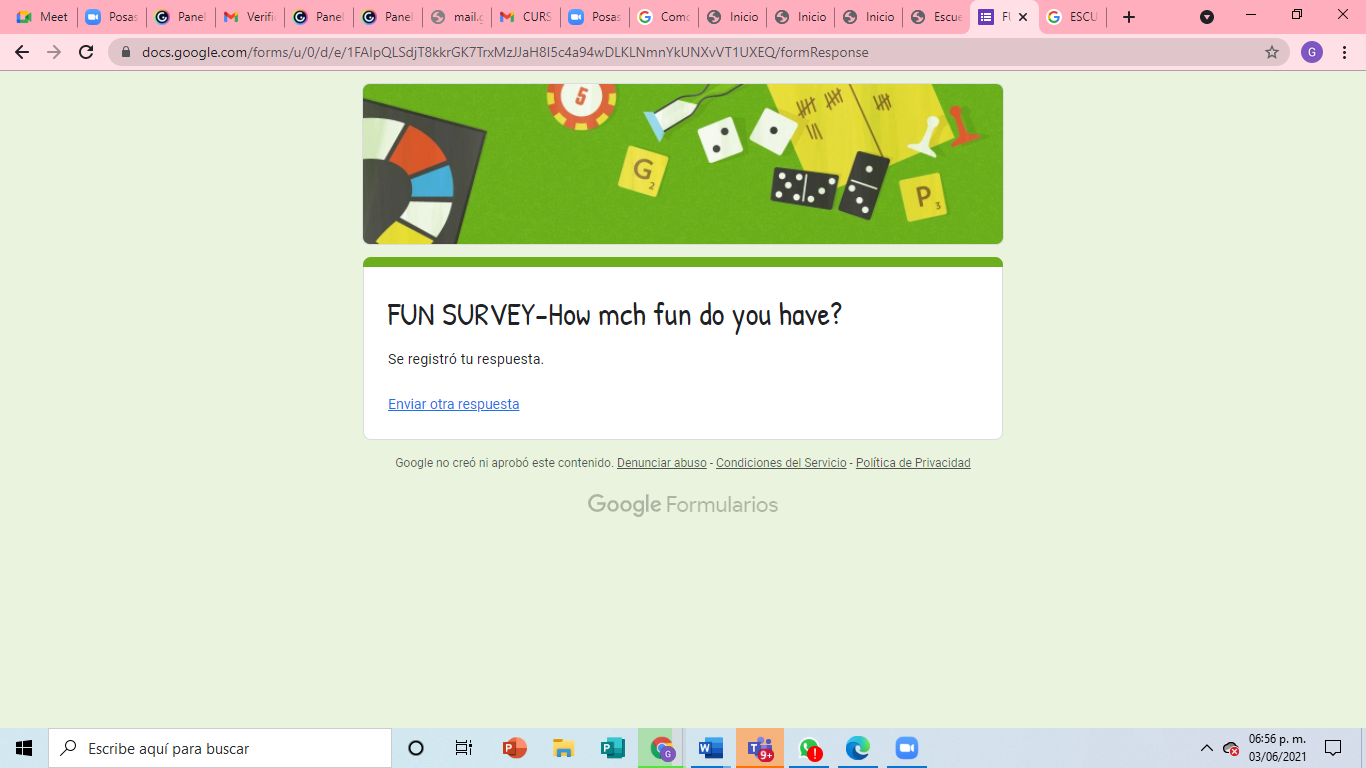 Meet
Posas
Panel
Verifi
Panel
Panel
mail.g
CURS
Posas
Como
Inicio
Inicio
Inicio
Escue
FU
ESCU
docs.google.com/forms/u/0/d/e/1FAIpQLSdjT8kkrGK7TrxMzJJaH8I5c4a94wDLKLNmnYkUNXvVT1UXEQ/formResponse
G
5
G
2
P
3
FUN SURVEY-How mch fun do you have?
Se registró tu respuesta.
Enviar otra respuesta
Google no creó ni aprobó este contenido. Denunciar abuso - Condiciones del Servicio - Política de Privacidad
Google Formularios
Escribe aquí para buscar
G
9+
06:56 p. m.
03/06/2021